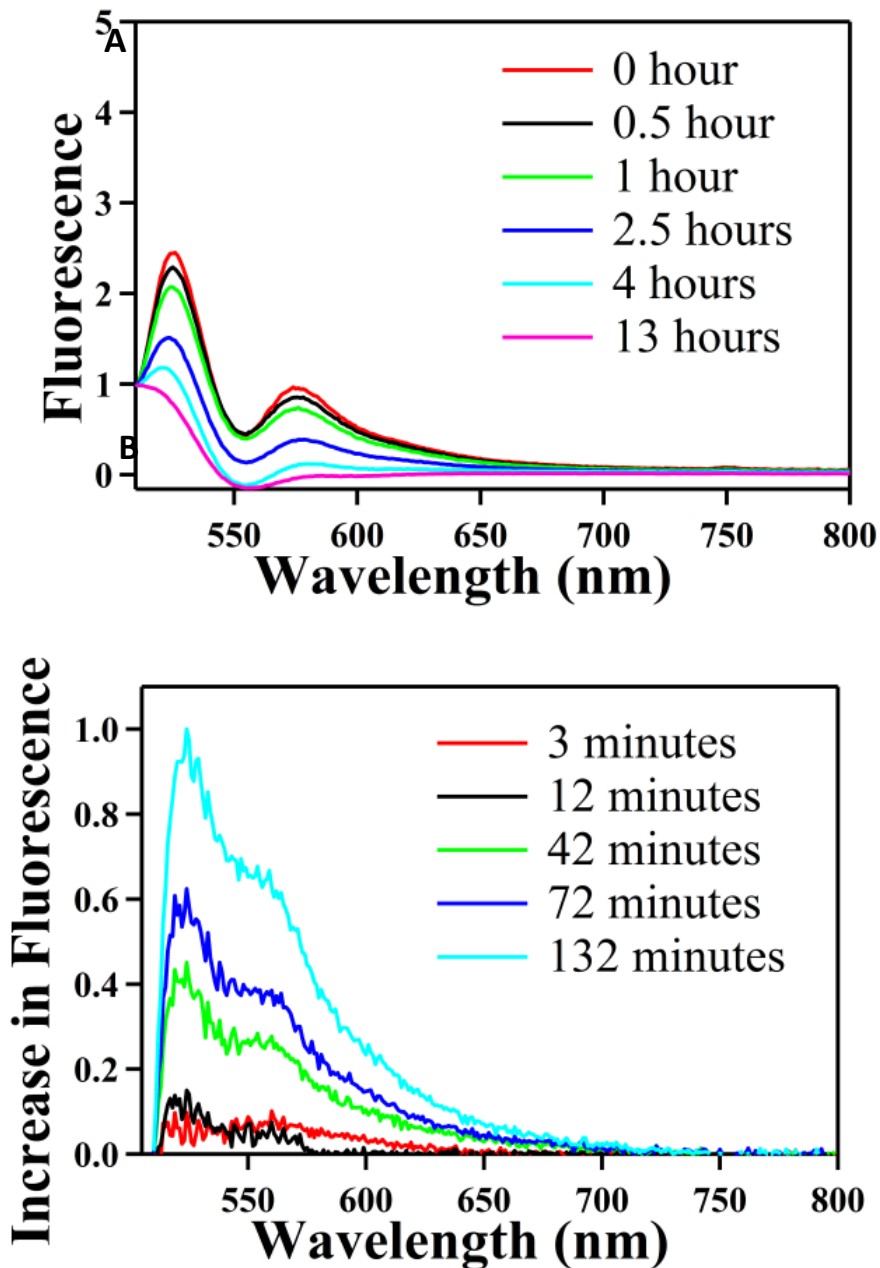 A
5
4
3
2
1
0
Fluorescence
0 hour
0.5 hour
1 hour
2.5 hours
4 hours
13 hours
550 600 650 700 750 800
Wavelength (nm)
B
1.0
0.8
0.6
0.4
0.2
0.0
Increase in Fluorescence
3 minutes
12 minutes
42 minutes
72 minutes
132 minutes
550 600 650 700 750 800
Wavelength (nm)